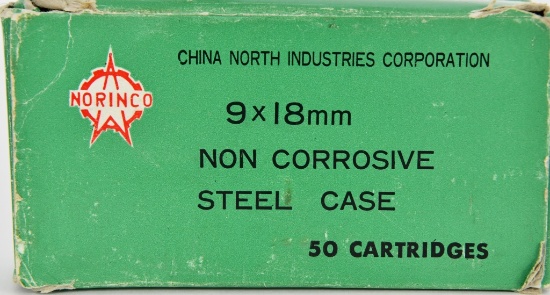 CHINA NORTH INDUSTRIES CORPORATION
NORINCO
9x18mm
NON CORROSIVE
STEEL CASE
50 CARTRIDGES